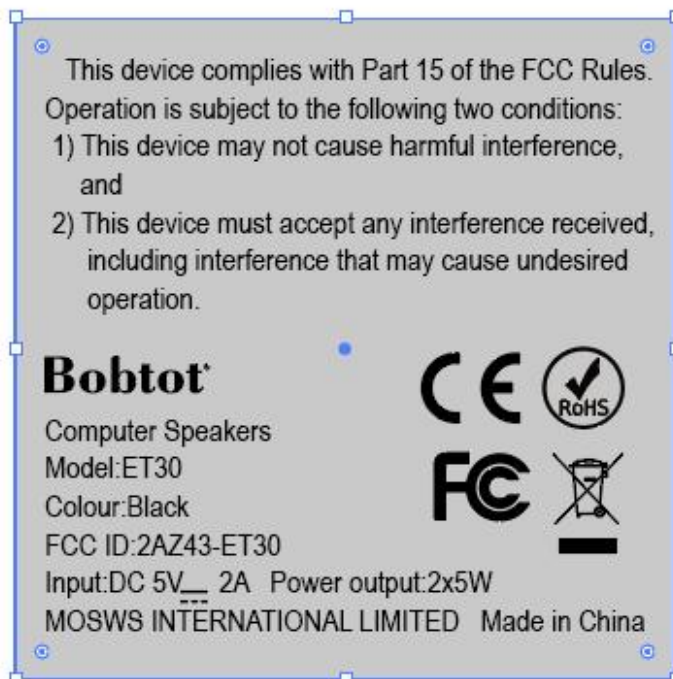 This device complies with Part 15 of the FCC Rules.
Operation is subject to the following two conditions:
1) This device may not cause harmful interference,
and
2) This device must accept any interference received,
including interference that may cause undesired
operation.
Bobtot
CE
RoHS
Computer Speakers
Model:ET30
FC
Colour:Black
FCC ID:2AZ43-ET30
Input:DC 5V⎓ 2A Power output:2x5W
MOSWS INTERNATIONAL LIMITED Made in China